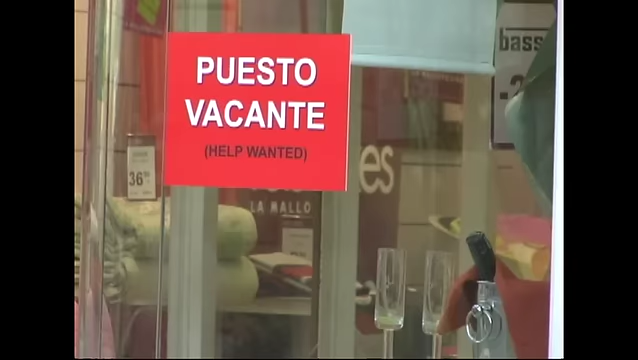 PUESTO
VACANTE
(HELP WANTED)
bass
36
es
LA MALLO